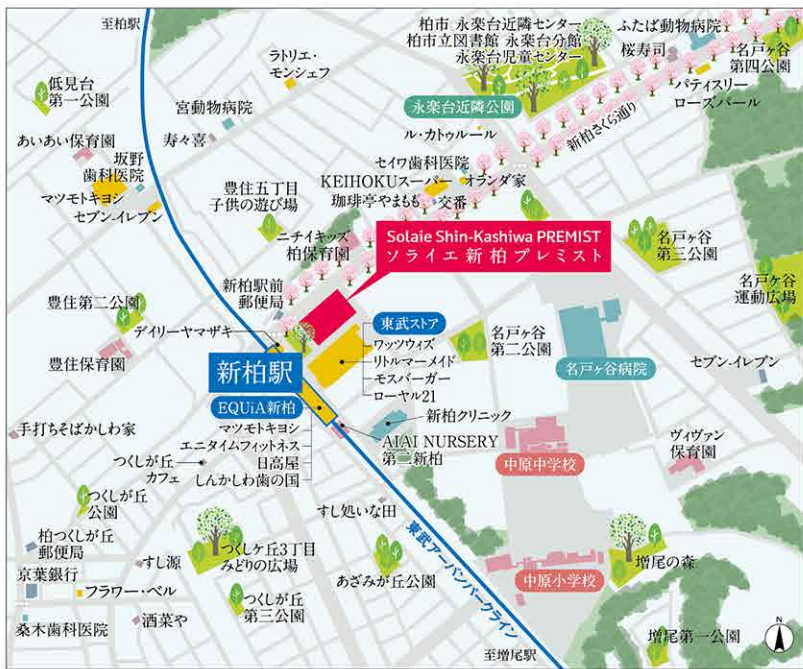 至柏駅
柏市 永楽台近隣センター
柏市立図書館 永楽台分館
永楽台児童センター
ふたば動物病院
桜寿司
名戸ヶ谷
第四公園
パティスリー
ローズパール
ラトリエ・
モンシェフ
低見台
第一公園
宮動物病院
寿々喜
永楽台近隣公園
ル・カトゥルール
新柏さくら通り
あいあい保育園
坂野
歯科医院
マツモトキヨシ
セブン-イレブン
セイワ歯科医院
KEIHOKUスーパー
オランダ家
珈琲亭やまもも
交番
豊住五丁目
子供の遊び場
ニチイキッズ
柏保育園
Solaie Shin-Kashiwa PREMIST
ソライエ新柏プレミスト
名戸ヶ谷
第三公園
名戸ヶ谷
運動広場
新柏駅前
郵便局
豊住第二公園
デイリーヤマザキ
豊住保育園
東武ストア
ワッツウィズ
リトルマーメイド
モスバーガー
ローヤル21
名戸ヶ谷
第二公園
名戸ヶ谷病院
セブン-イレブン
新柏駅
EQUiA新柏
マツモトキヨシ
エニタイムフィットネス
日高屋
しんかしわ歯の国
新柏クリニック
AIAI NURSERY
第二新柏
手打ちそばかしわ家
つくしが丘
カフェ
中原中学校
ヴィヴァン
保育園
つくしが丘
公園
すし処いな田
柏つくしが丘
郵便局
すし源
つくしケ丘3丁目
みどりの広場
東武アーバンパークライン
あざみが丘公園
増尾の森
中原小学校
京葉銀行
フラワー・ベル
つくしが丘
第三公園
桑木歯科医院
酒菜や
至増尾駅
増尾第一公園
N